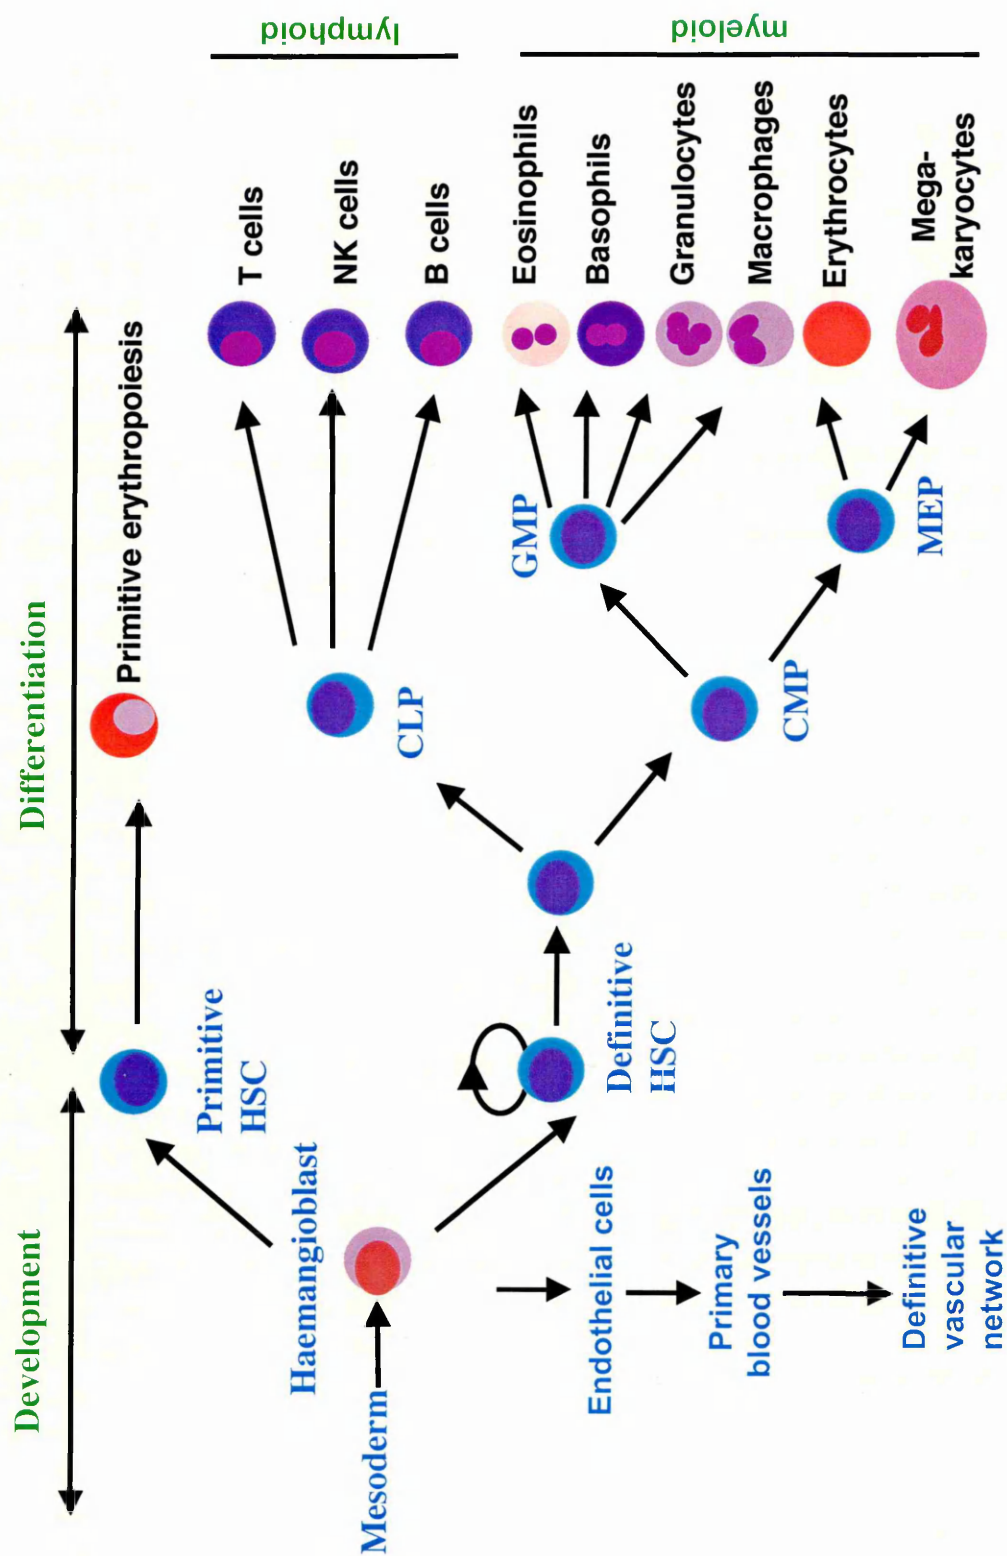 Development
Differentiation
Primitive erythropoiesis
Primitive
HSC
Haemangioblast
Mesoderm
Endothelial cells
Primary
blood vessels
Definitive
vascular
network
Definitive
HSC
CLP
CMP
GMP
MEP
T cells
NK cells
B cells
Eosinophils
Basophils
Granulocytes
Macrophages
Erythrocytes
Mega-
karyocytes
lymphoid
myeloid